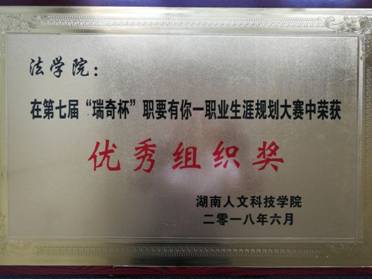 法学院：
在第七届“瑞奇杯”职要有你一职业生涯规划大赛中荣获
优秀组织奖
湖南人文科技学院
二零一八年六月